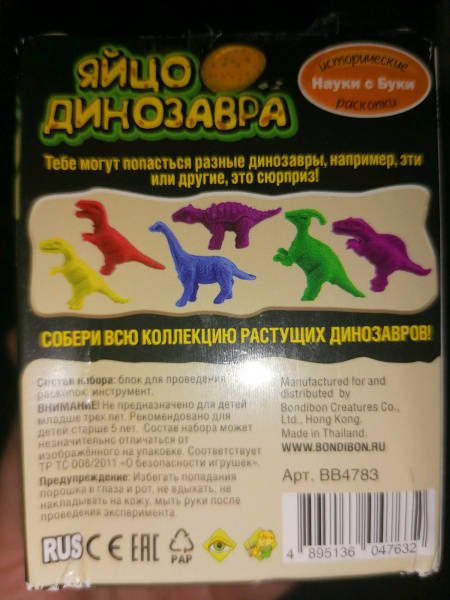 ЯЙЦО
ДИНОЗАВРА
исторические
Науки с Буки
раскопки
Тебе могут попасться разные динозавры, например, эти
или другие, это сюрприз!
СОБЕРИ ВСЮ КОЛЛЕКЦИЮ РАСТУЩИХ ДИНОЗАВРОВ!
Состав набора: блок для проведения
раскопок, инструмент.
ВНИМАНИЕ! Не предназначено для детей
младше трех лет. Рекомендовано для
детей старше 5 лет. Состав набора может
незначительно отличаться от
изображенного на упаковке. Соответствует
ТР ТС 008/2011 «О безопасности игрушек».
Предупреждение: Избегать попадания
порошка в глаза и рот, не вдыхать, не
накладывать на кожу, мыть руки после
проведения эксперимента.
Manufactured for and
distributed by
Bondibon Creatures Co.,
Ltd., Hong Kong.
Made in Thailand.
WWW.BONDIBON.RU
Арт. BB4783
RUS CE EAC PAP
4 895136 047632